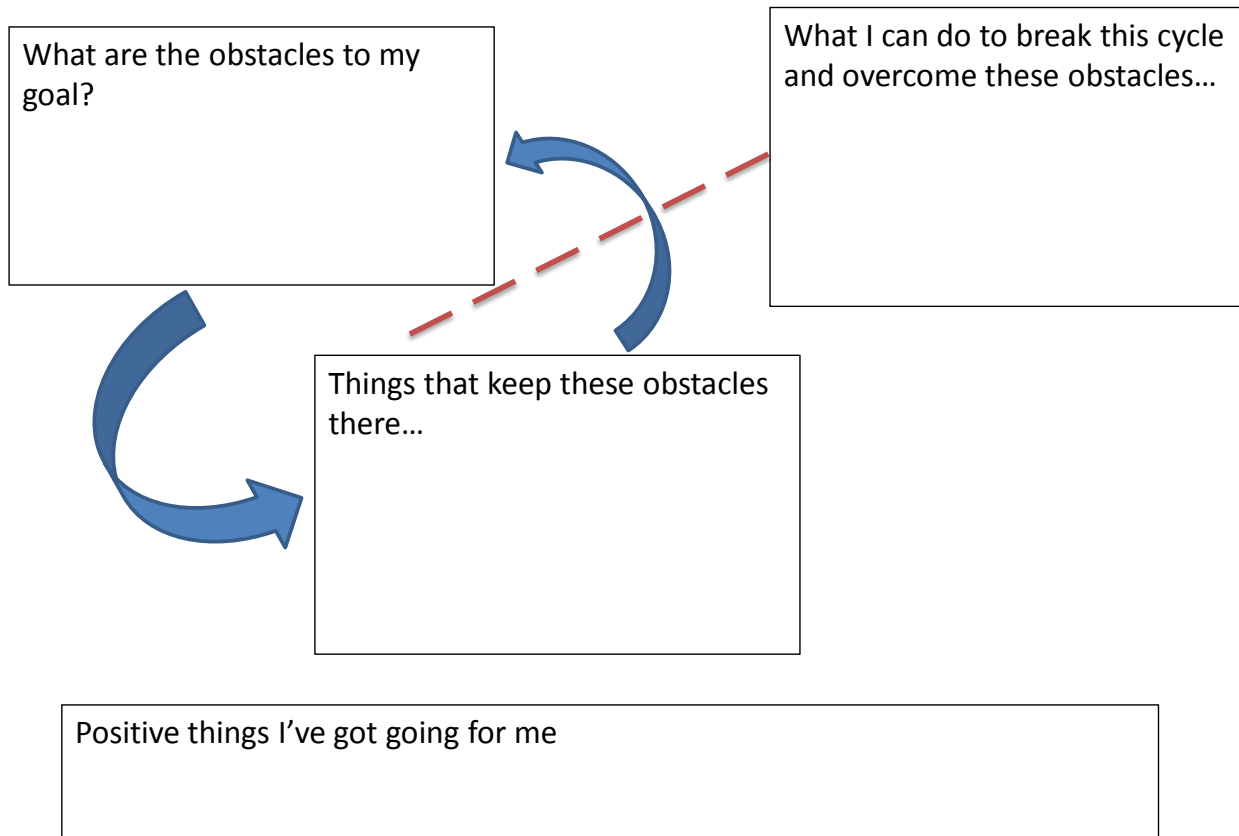 What are the obstacles to my
goal?
What I can do to break this cycle
and overcome these obstacles…
Things that keep these obstacles
there…
Positive things I’ve got going for me